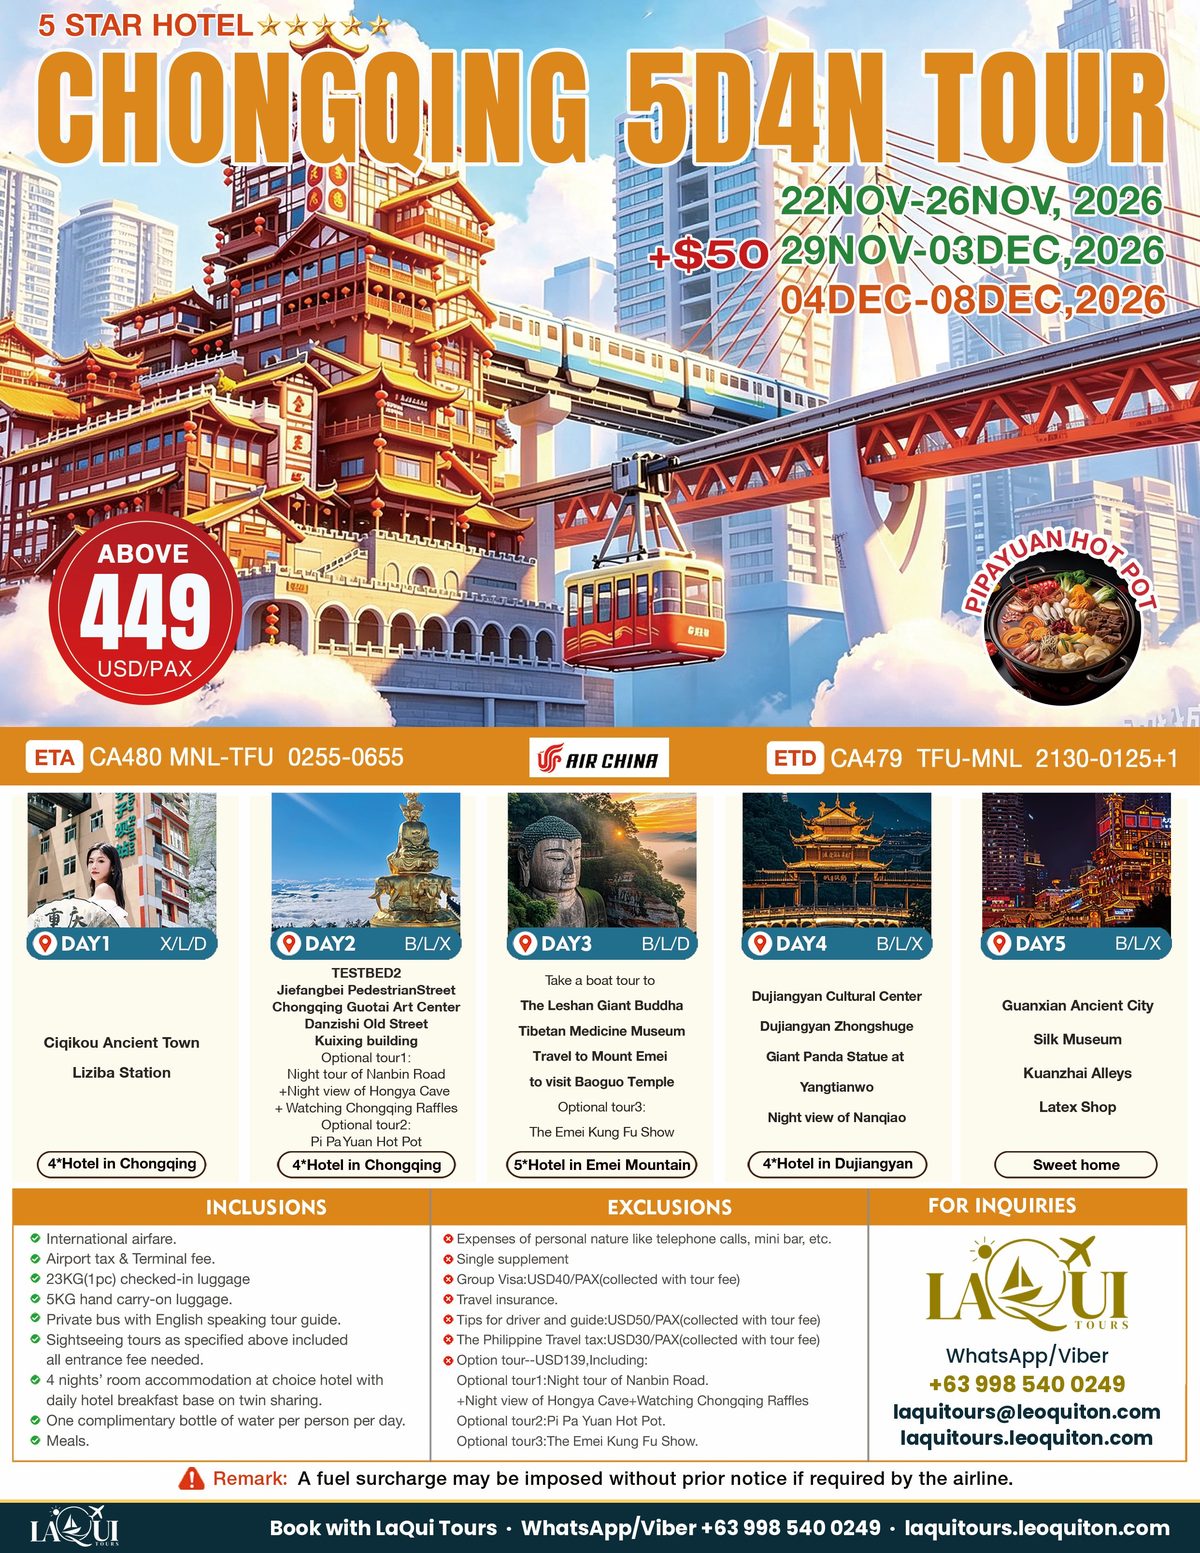 5 STAR HOTEL
CHONGQING 5D4N TOUR
22NOV-26NOV, 2026
+$50 29NOV-03DEC,2026
04DEC-08DEC,2026
ABOVE
449
USD/PAX
PIPAYUAN HOT POT
ETA CA480 MNL-TFU 0255-0655
AIR CHINA
ETD CA479 TFU-MNL 2130-0125+1
DAY1 X/L/D
Ciqikou Ancient Town
Liziba Station
4*Hotel in Chongqing
DAY2 B/L/X
TESTBED2
Jiefangbei PedestrianStreet
Chongqing Guotai Art Center
Danzishi Old Street
Kuixing building
Optional tour1:
Night tour of Nanbin Road
+Night view of Hongya Cave
+ Watching Chongqing Raffles
Optional tour2:
Pi Pa Yuan Hot Pot
4*Hotel in Chongqing
DAY3 B/L/D
Take a boat tour to
The Leshan Giant Buddha
Tibetan Medicine Museum
Travel to Mount Emei
to visit Baoguo Temple
Optional tour3:
The Emei Kung Fu Show
5*Hotel in Emei Mountain
DAY4 B/L/X
Dujiangyan Cultural Center
Dujiangyan Zhongshuge
Giant Panda Statue at
Yangtianwo
Night view of Nanqiao
4*Hotel in Dujiangyan
DAY5 B/L/X
Guanxian Ancient City
Silk Museum
Kuanzhai Alleys
Latex Shop
Sweet home
INCLUSIONS
International airfare.
Airport tax & Terminal fee.
23KG(1pc) checked-in luggage
5KG hand carry-on luggage.
Private bus with English speaking tour guide.
Sightseeing tours as specified above included
all entrance fee needed.
4 nights' room accommodation at choice hotel with
daily hotel breakfast base on twin sharing.
One complimentary bottle of water per person per day.
Meals.
EXCLUSIONS
Expenses of personal nature like telephone calls, mini bar, etc.
Single supplement
Group Visa:USD40/PAX(collected with tour fee)
Travel insurance.
Tips for driver and guide:USD50/PAX(collected with tour fee)
The Philippine Travel tax:USD30/PAX(collected with tour fee)
Option tour--USD139,Including:
Optional tour1:Night tour of Nanbin Road.
+Night view of Hongya Cave+Watching Chongqing Raffles
Optional tour2:Pi Pa Yuan Hot Pot.
Optional tour3:The Emei Kung Fu Show.
FOR INQUIRIES
LAQUI
TOURS
WhatsApp/Viber
+63 998 540 0249
laquitours@leoquiton.com
laquitours.leoquiton.com
Remark: A fuel surcharge may be imposed without prior notice if required by the airline.
LAQUI
TOURS
Book with LaQui Tours · WhatsApp/Viber +63 998 540 0249 · laquitours.leoquiton.com